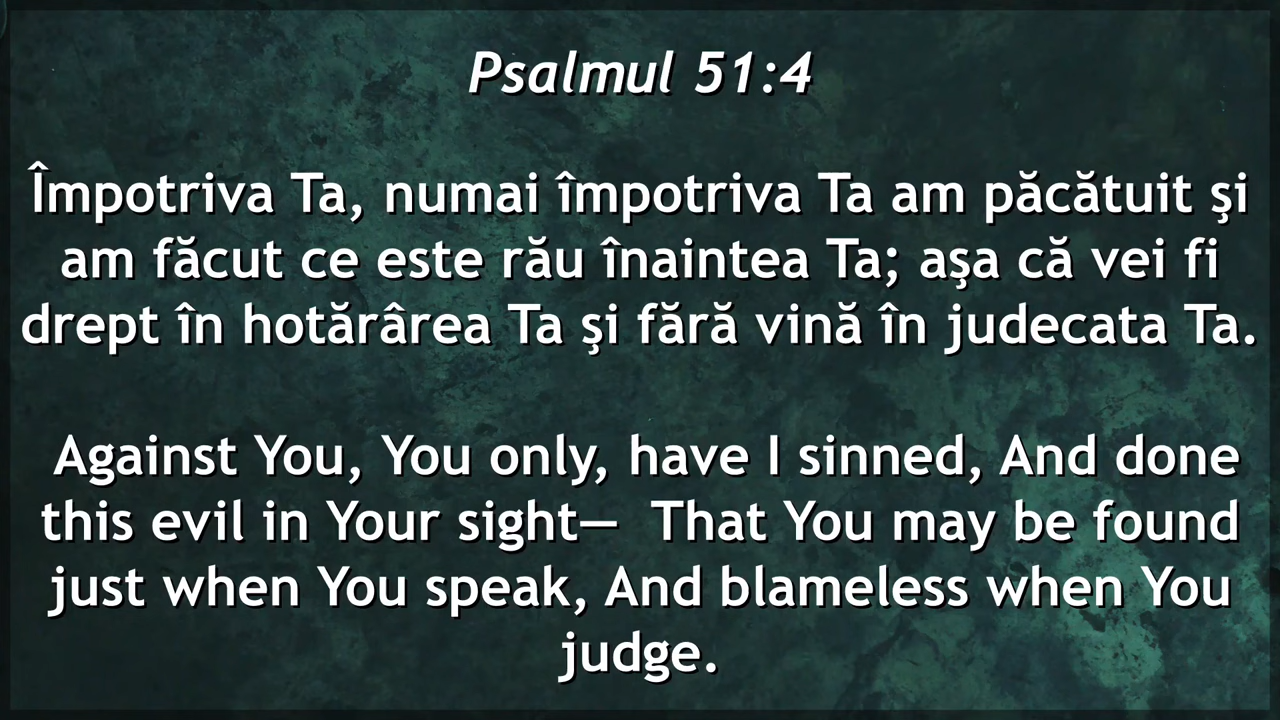 Psalmul 51:4
Împotriva Ta, numai împotriva Ta am păcătuit şi
am făcut ce este rău înaintea Ta; aşa că vei fi
drept în hotărârea Ta şi fără vină în judecata Ta.
Against You, You only, have I sinned, And done
this evil in Your sight— That You may be found
just when You speak, And blameless when You
judge.